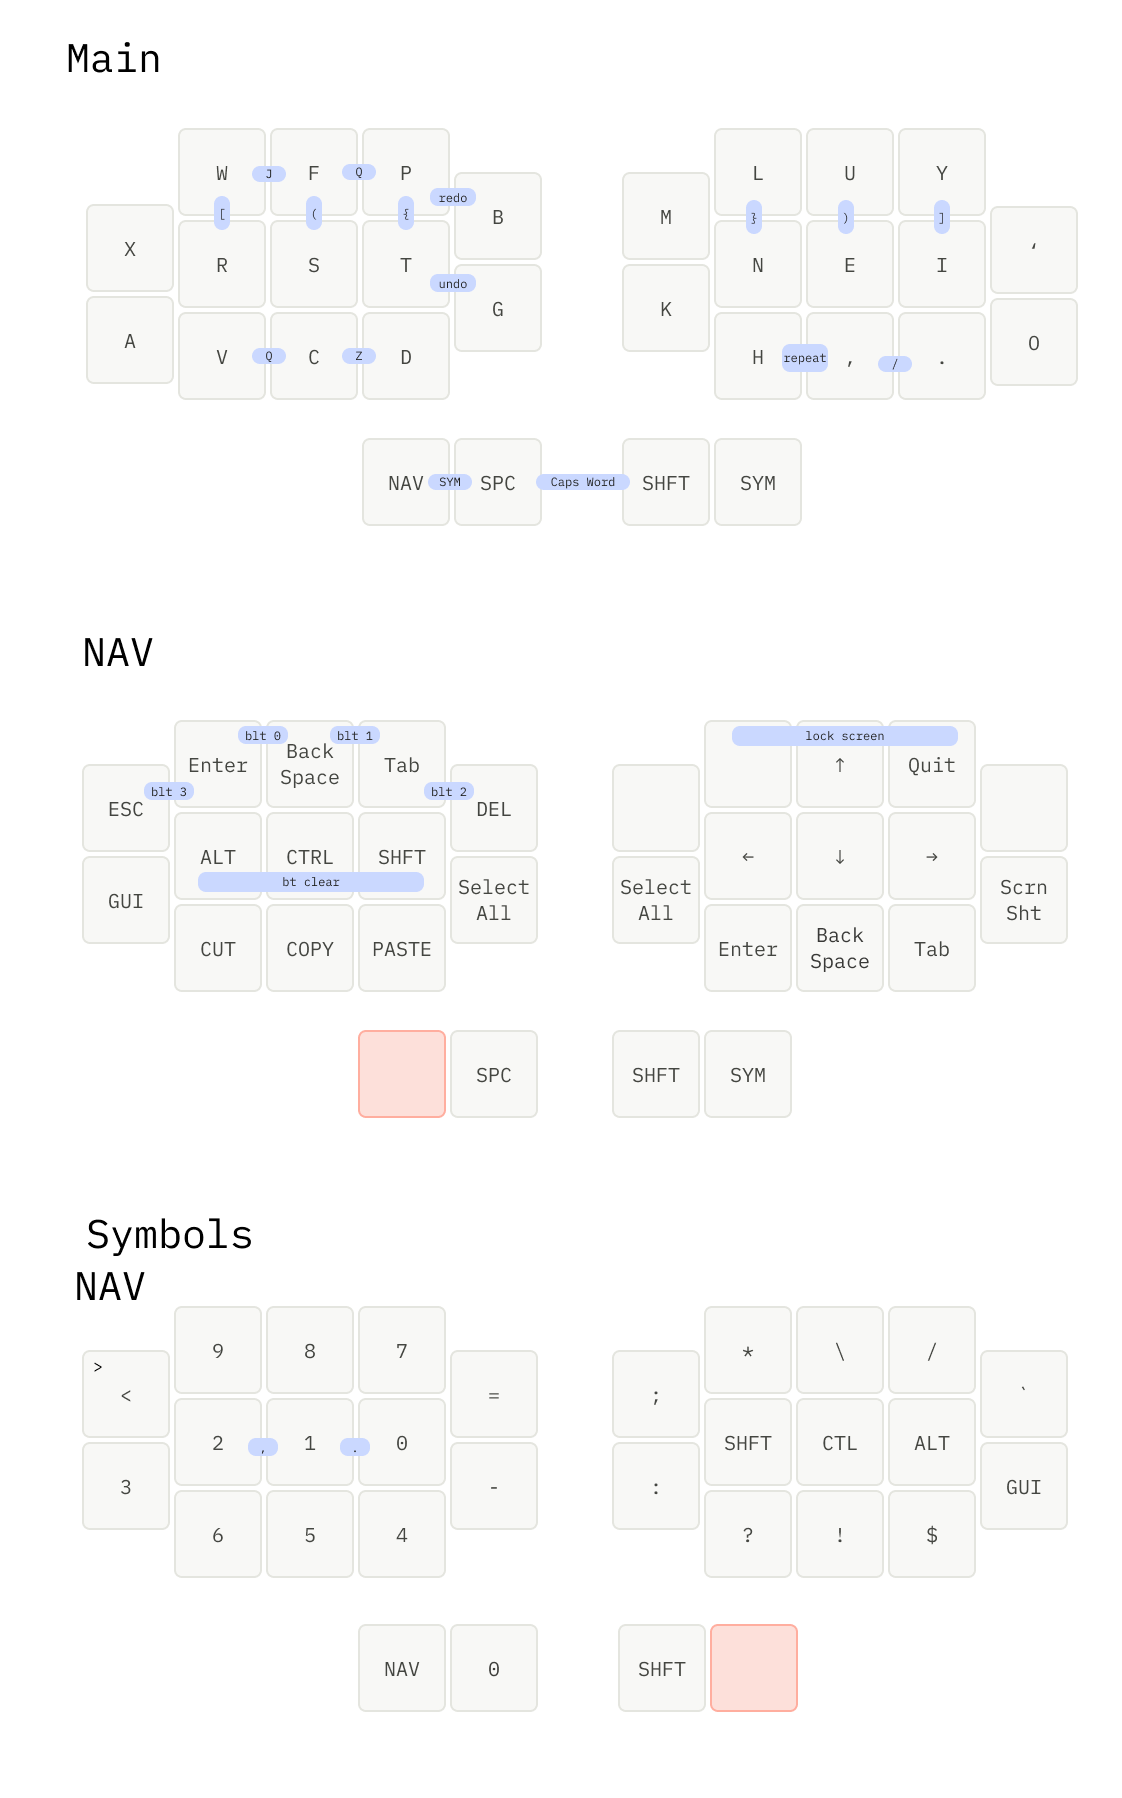 Main
W J F Q P L U Y
redo
[ ( { B M } ) ]
X R S T N E I ‘
undo
A G K O
V Q C Z D H repeat , / .
NAV SYM SPC Caps Word SHFT SYM
NAV
blt 0 blt 1 lock screen
Enter Back Space Tab ↑ Quit
blt 3 blt 2
ESC DEL
ALT CTRL SHFT ← ↓ →
bt clear
GUI Select All Select All Scrn Sht
CUT COPY PASTE Enter Back Space Tab
SPC SHFT SYM
Symbols
NAV
9 8 7 * \ /
>
< = ; `
2 , 1 . 0 SHFT CTL ALT
3 - : GUI
6 5 4 ? ! $
NAV 0 SHFT